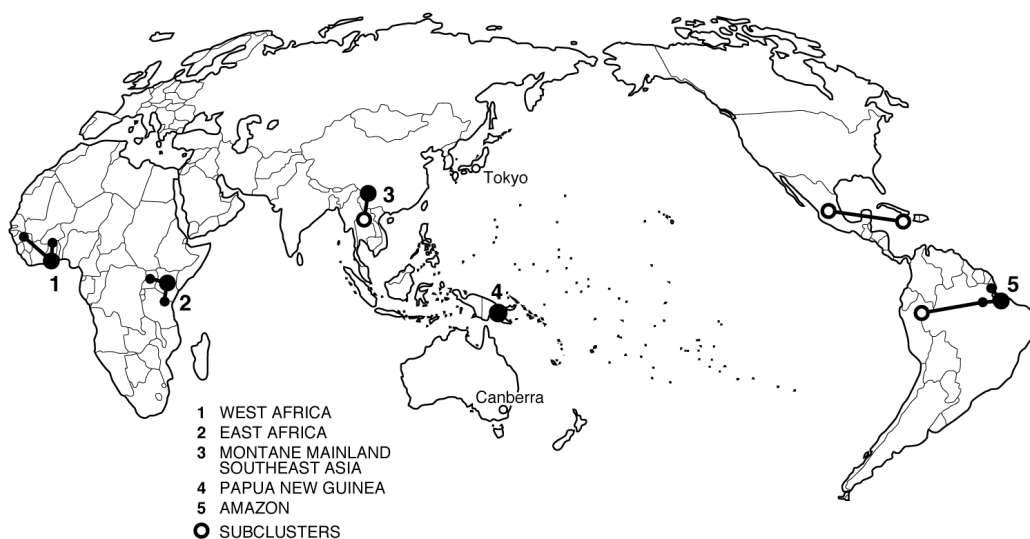 Tokyo
3
1
2
4
5
Canberra
1 WEST AFRICA
2 EAST AFRICA
3 MONTANE MAINLAND
SOUTHEAST ASIA
4 PAPUA NEW GUINEA
5 AMAZON
SUBCLUSTERS